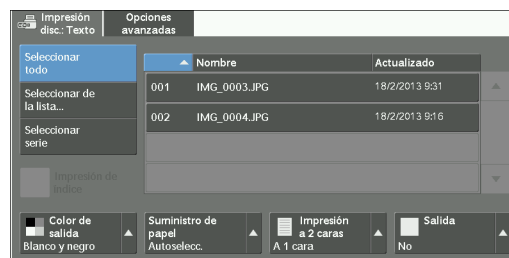 Impresión
disc.: Texto
Opciones
avanzadas
Seleccionar
todo
Seleccionar de
la lista...
Seleccionar
serie
Impresión de
índice
Nombre
Actualizado
001 IMG_0003.JPG 18/2/2013 9:31
002 IMG_0004.JPG 18/2/2013 9:16
Color de
salida
Blanco y negro
Suministro de
papel
Autoselecc.
Impresión
a 2 caras
A 1 cara
Salida
No